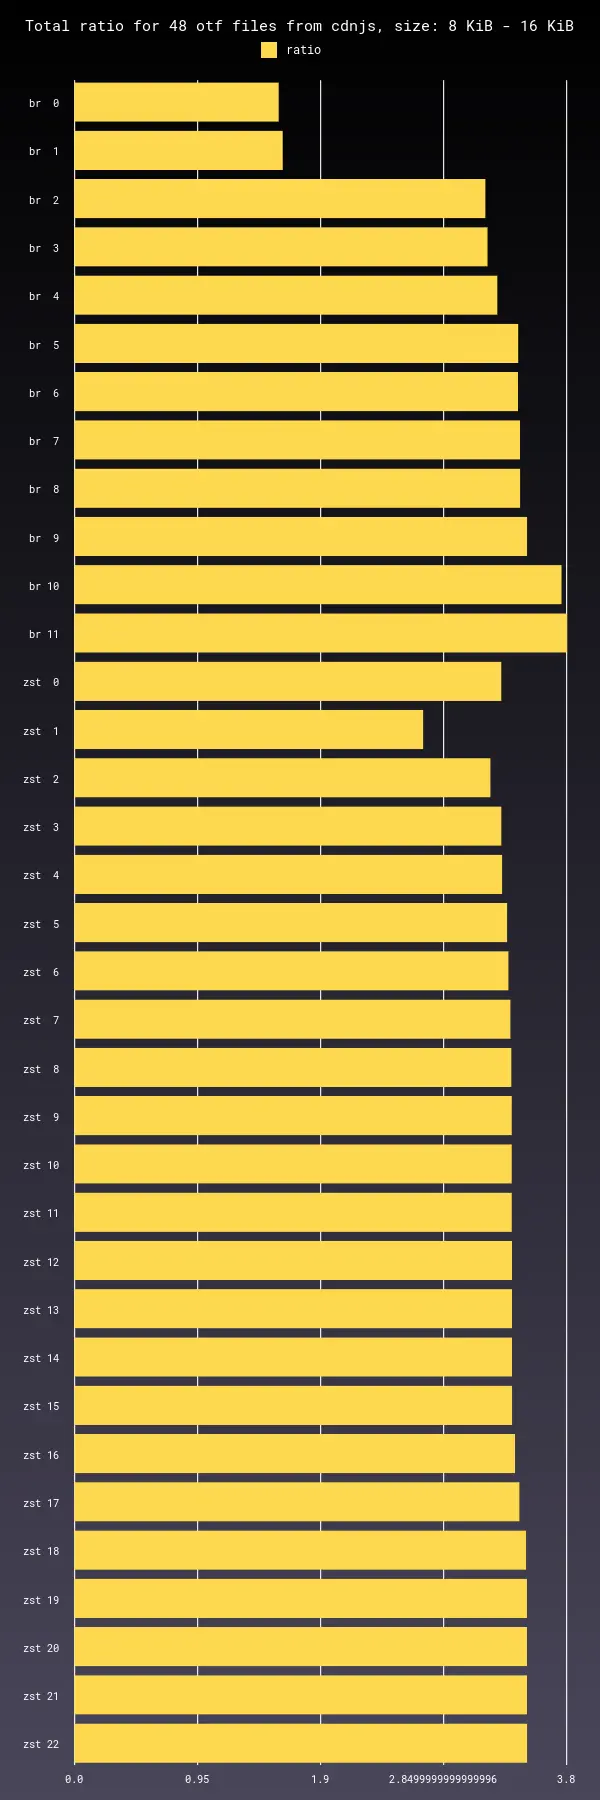 Total ratio for 48 otf files from cdnjs, size: 8 KiB - 16 KiB
ratio
br 0
br 1
br 2
br 3
br 4
br 5
br 6
br 7
br 8
br 9
br 10
br 11
zst 0
zst 1
zst 2
zst 3
zst 4
zst 5
zst 6
zst 7
zst 8
zst 9
zst 10
zst 11
zst 12
zst 13
zst 14
zst 15
zst 16
zst 17
zst 18
zst 19
zst 20
zst 21
zst 22
0.0 0.95 1.9 2.8499999999999996 3.8